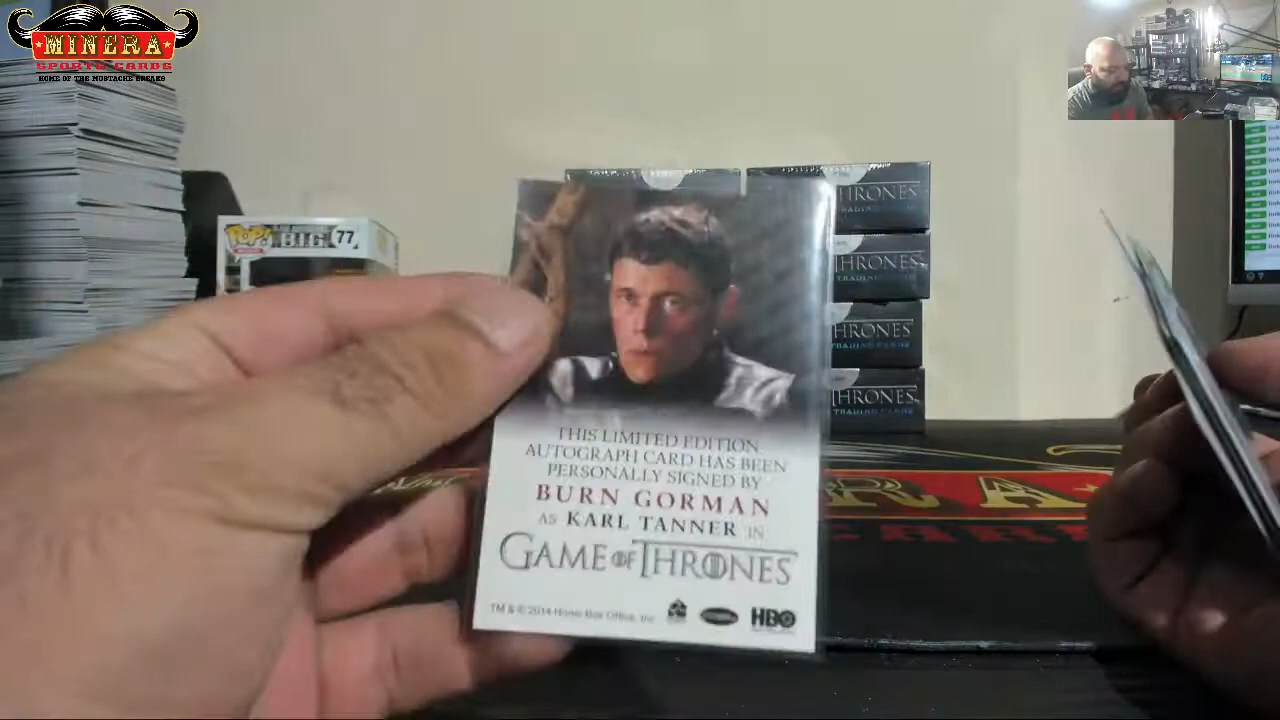 MINERA
SPORTS CARDS
HOME OF THE MUSTACHE BREAKS
POP!
BIG
77
THRONES
TRADING CARDS
THRONES
TRADING CARDS
THRONES
TRADING CARDS
THRONES
TRADING CARDS
THIS LIMITED EDITION
AUTOGRAPH CARD HAS BEEN
PERSONALLY SIGNED BY
BURN GORMAN
AS KARL TANNER IN
GAME OF THRONES
TM & © 2014 Home Box Office, Inc.
HBO
RA